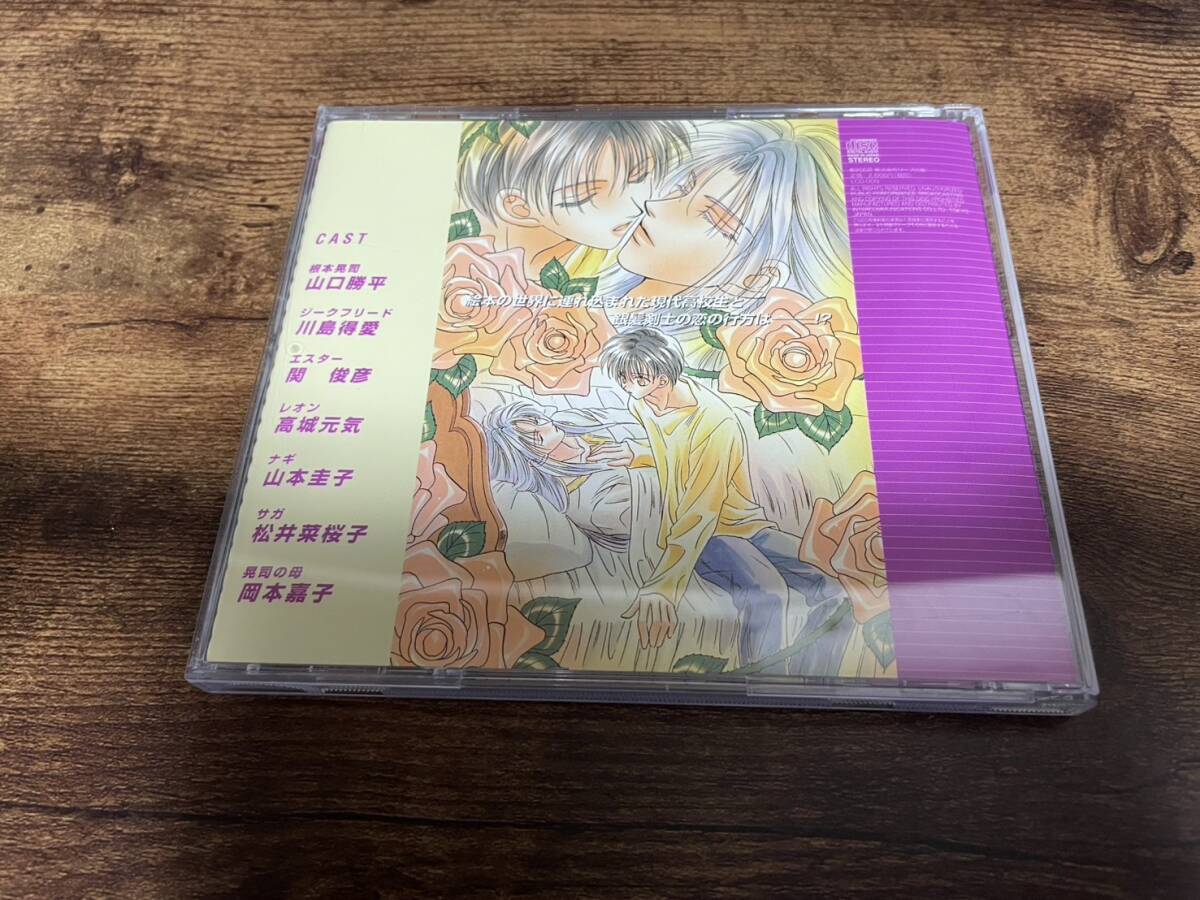 CAST
根本晃司
山口勝平
ジークフリード
川島得愛
エスター
関 俊彦
レオン
高城元気
ナギ
山本圭子
サガ
松井菜桜子
晃司の母
岡本嘉子
絵本の世界に連れ込まれた現代高校生と
銀髪剣士の恋の行方は――!?
COMPACT
disc
DIGITAL AUDIO
STEREO